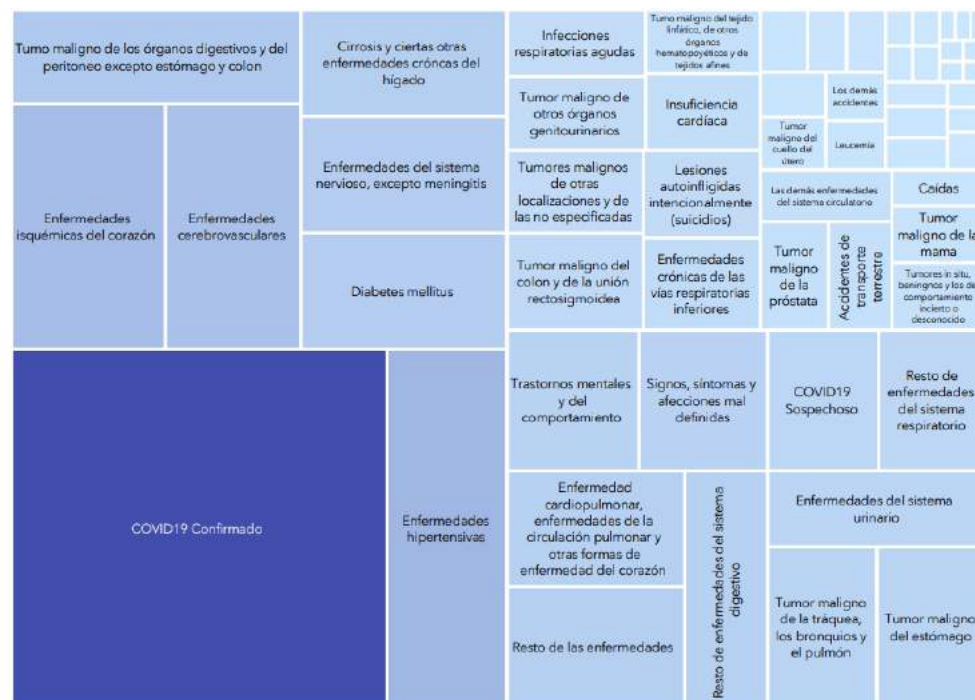 Tumo maligno de los órganos digestivos y del
peritoneo excepto estómago y colon
Cirrosis y ciertas otras
enfermedades cróncas del
hígado
Infecciones
respiratorias agudas
Tumo maligno del tejido
linfático, de otros
órganos
hematopoyéticos y de
tejidos afines
Enfermedades
isquémicas del corazón
Enfermedades
cerebrovasculares
Enfermedades del sistema
nervioso, excepto meningitis
Diabetes mellitus
Tumor maligno de
otros órganos
genitourinarios
Insuficiencia
cardíaca
Tumores malignos
de otras
localizaciones y de
las no especificadas
Lesiones
autoinfligidas
intencionalmente
(suicidios)
Tumor maligno del
colon y de la unión
rectosigmoidea
Enfermedades
crónicas de las
vías respiratorias
inferiores
Los demás
accidentes
Tumor
maligno del
cuello del
útero
Leucemia
Las demás enfermedades
del sistema circulatorio
Caídas
Tumor
maligno
de la
próstata
Accidentes de
transporte
terrestre
Tumor
maligno de la
mama
Tumores in situ,
beningnos y los de
comportamiento
incierto o
desconocido
COVID19 Confirmado
Enfermedades
hipertensivas
Trastornos mentales
y del
comportamiento
Signos, síntomas y
afecciones mal
definidas
COVID19
Sospechoso
Resto de
enfermedades
del sistema
respiratorio
Enfermedad
cardiopulmonar,
enfermedades de la
circulación pulmonar y
otras formas de
enfermedad del corazón
Resto de enfermedades del sistema
digestivo
Enfermedades del sistema
urinario
Resto de las enfermedades
Tumor maligno
de la tráquea,
los bronquios y
el pulmón
Tumor maligno
del estómago